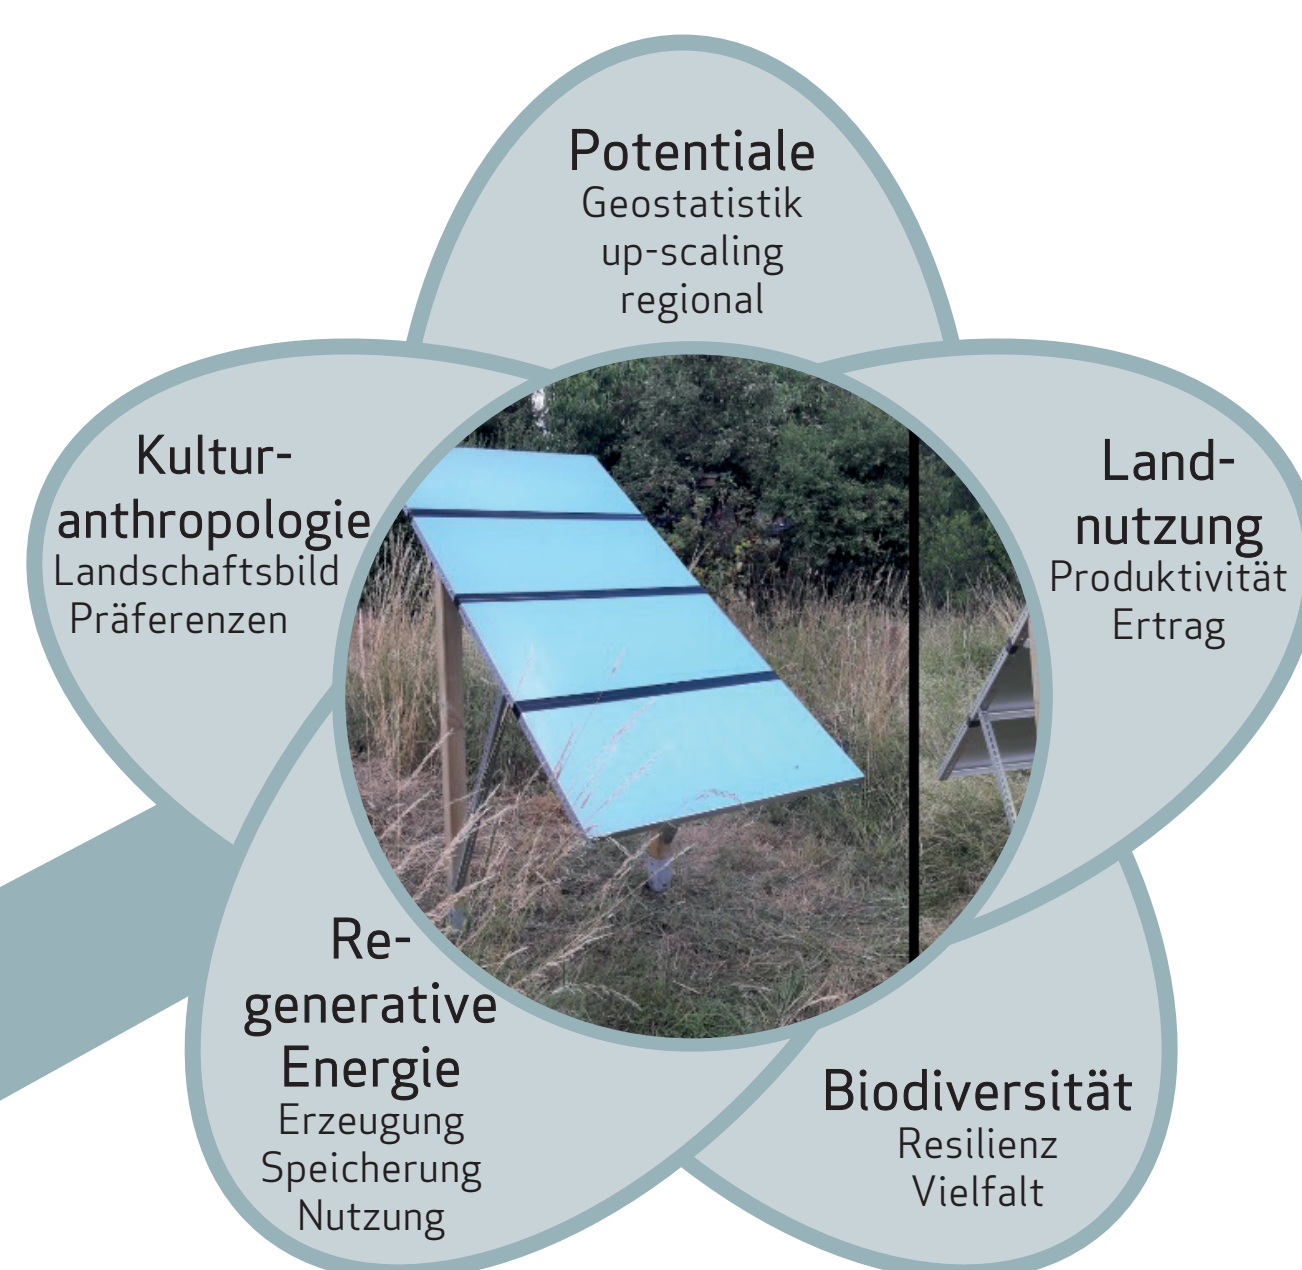 Potentiale
Geostatistik
up-scaling
regional
Kultur-
anthropologie
Landschaftsbild
Präferenzen
Land-
nutzung
Produktivität
Ertrag
Re-
generative
Energie
Erzeugung
Speicherung
Nutzung
Biodiversität
Resilienz
Vielfalt